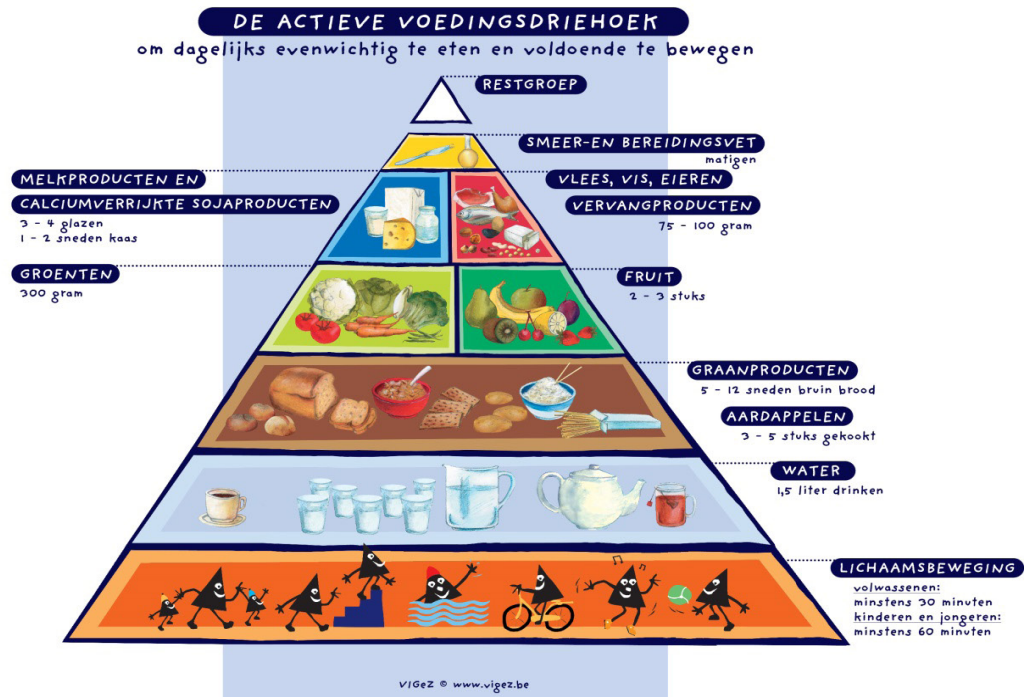 DE ACTIEVE VOEDINGSDRIEHOEK
om dagelijks evenwichtig te eten en voldoende te bewegen
RESTGROEP
SMEER-EN BEREIDINGSVET
matigen
MELKPRODUCTEN EN
CALCIUMVERRIJKTE SOJAPRODUCTEN
3 - 4 glazen
1 - 2 sneden kaas
VLEES, VIS, EIEREN
VERVANGPRODUCTEN
75 - 100 gram
GROENTEN
300 gram
FRUIT
2 - 3 stuks
GRAANPRODUCTEN
5 - 12 sneden bruin brood
AARDAPPELEN
3 - 5 stuks gekookt
WATER
1,5 liter drinken
LICHAAMSBEWEGING
volwassenen:
minstens 30 minuten
kinderen en jongeren:
minstens 60 minuten
VIGeZ © www.vigez.be